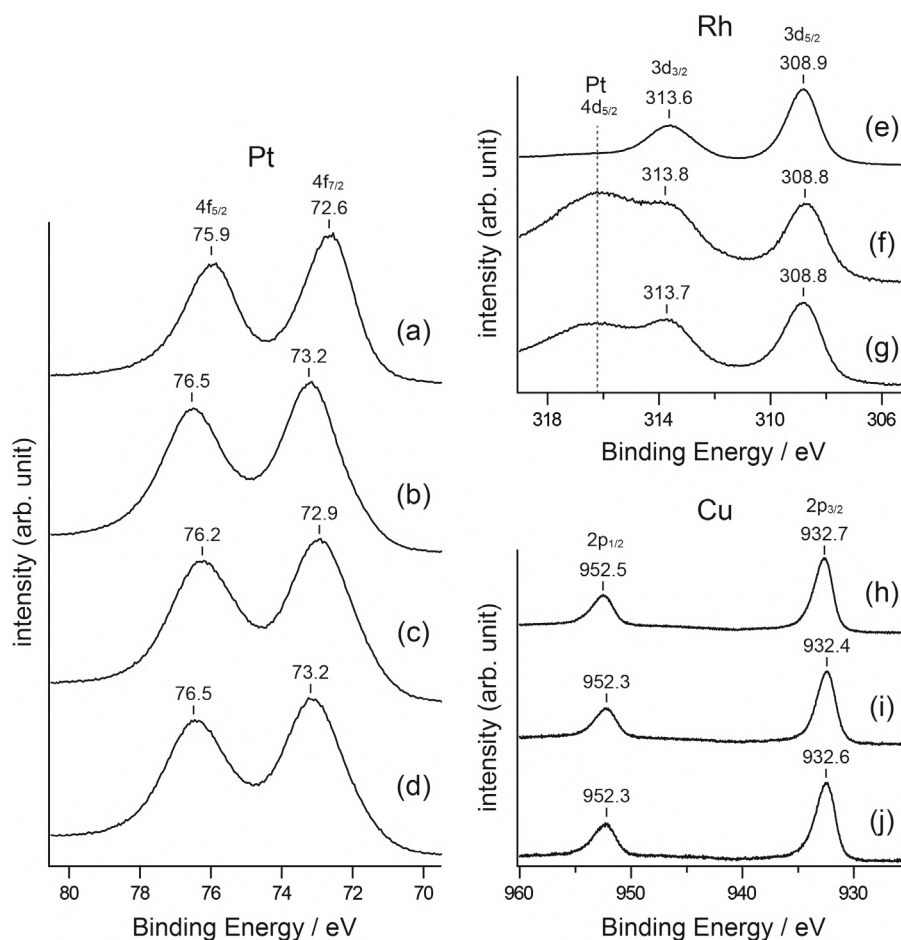 Pt
4f5/2
75.9
4f7/2
72.6
(a)
76.5
73.2
(b)
76.2
72.9
(c)
76.5
73.2
(d)
intensity (arb. unit)
80 78 76 74 72 70
Binding Energy / eV
Rh
3d5/2
308.9
3d3/2
313.6
Pt
4d5/2
(e)
313.8
308.8
(f)
313.7
308.8
(g)
intensity (arb. unit)
318 314 310 306
Binding Energy / eV
Cu
2p3/2
932.7
2p1/2
952.5
(h)
932.4
952.3
(i)
932.6
952.3
(j)
intensity (arb. unit)
960 950 940 930
Binding Energy / eV